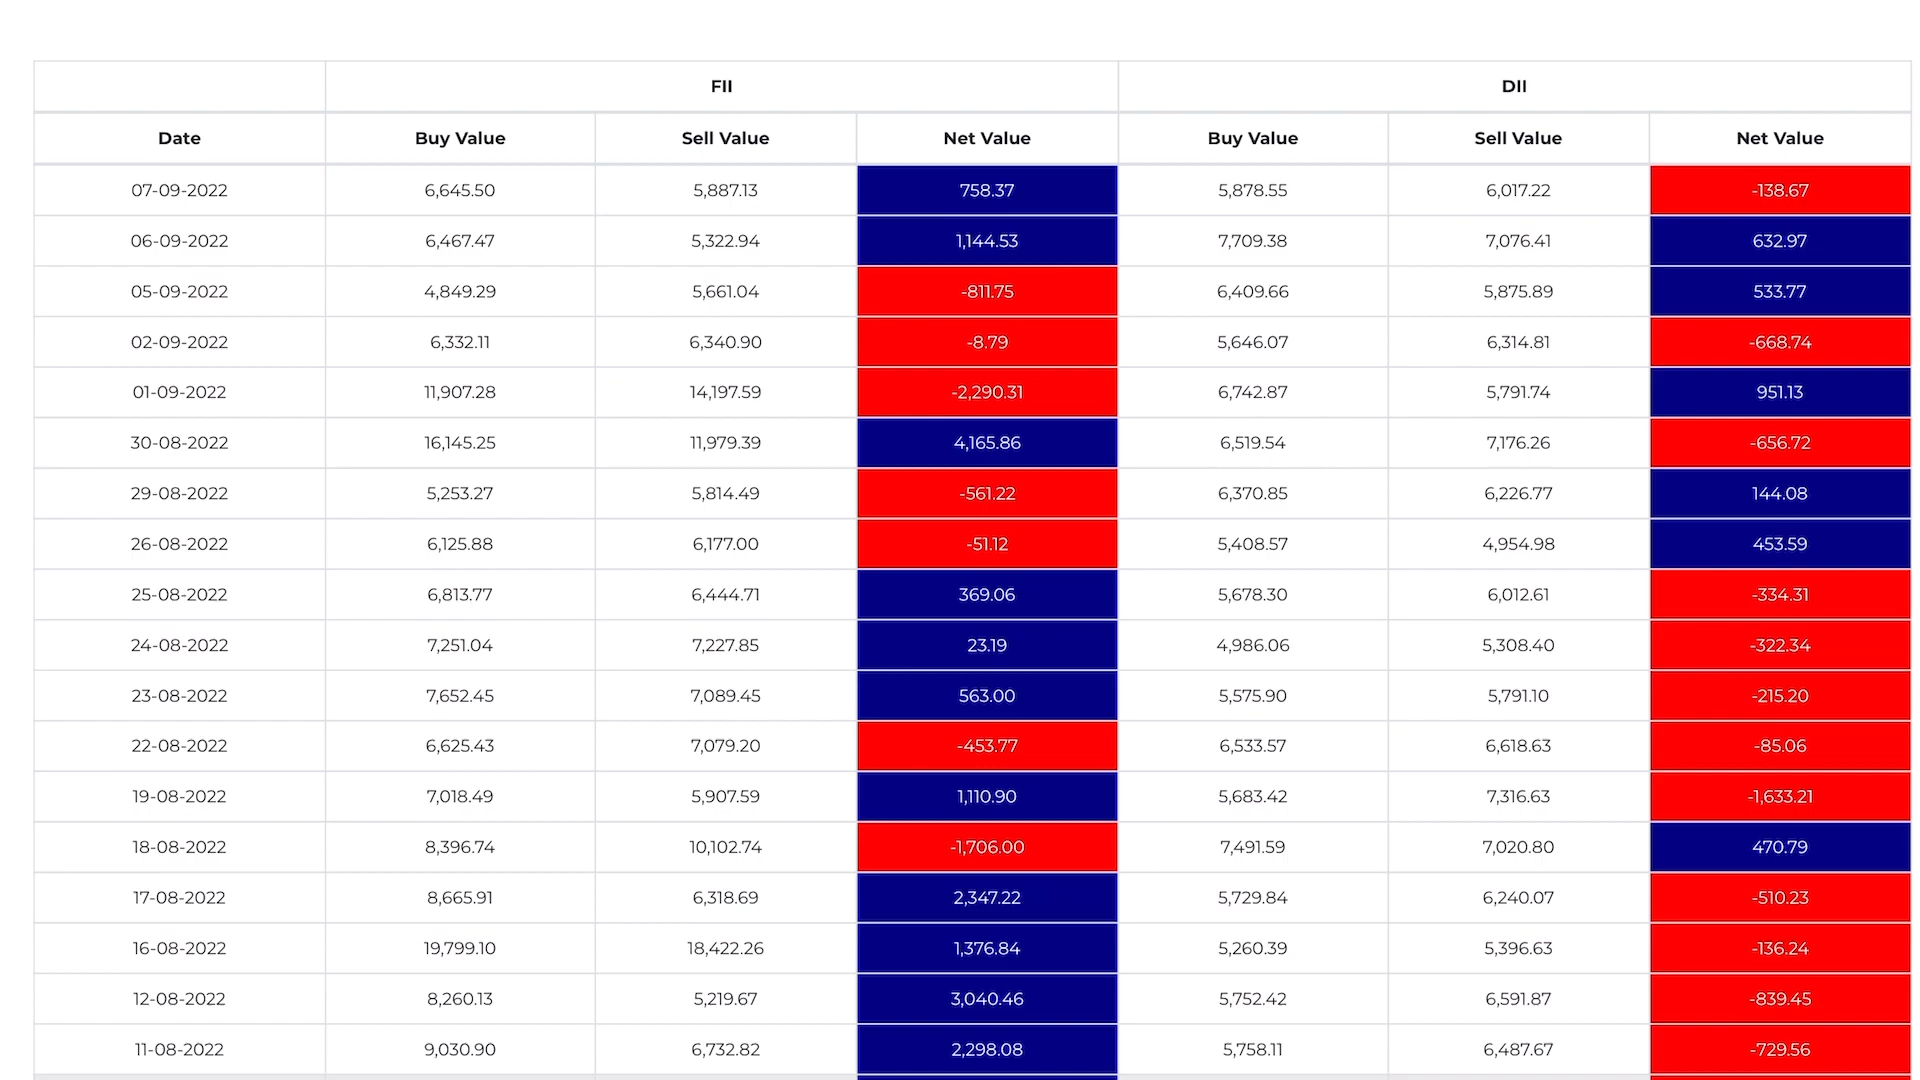 FII DII
Date Buy Value Sell Value Net Value Buy Value Sell Value Net Value
07-09-2022 6,645.50 5,887.13 758.37 5,878.55 6,017.22 -138.67
06-09-2022 6,467.47 5,322.94 1,144.53 7,709.38 7,076.41 632.97
05-09-2022 4,849.29 5,661.04 -811.75 6,409.66 5,875.89 533.77
02-09-2022 6,332.11 6,340.90 -8.79 5,646.07 6,314.81 -668.74
01-09-2022 11,907.28 14,197.59 -2,290.31 6,742.87 5,791.74 951.13
30-08-2022 16,145.25 11,979.39 4,165.86 6,519.54 7,176.26 -656.72
29-08-2022 5,253.27 5,814.49 -561.22 6,370.85 6,226.77 144.08
26-08-2022 6,125.88 6,177.00 -51.12 5,408.57 4,954.98 453.59
25-08-2022 6,813.77 6,444.71 369.06 5,678.30 6,012.61 -334.31
24-08-2022 7,251.04 7,227.85 23.19 4,986.06 5,308.40 -322.34
23-08-2022 7,652.45 7,089.45 563.00 5,575.90 5,791.10 -215.20
22-08-2022 6,625.43 7,079.20 -453.77 6,533.57 6,618.63 -85.06
19-08-2022 7,018.49 5,907.59 1,110.90 5,683.42 7,316.63 -1,633.21
18-08-2022 8,396.74 10,102.74 -1,706.00 7,491.59 7,020.80 470.79
17-08-2022 8,665.91 6,318.69 2,347.22 5,729.84 6,240.07 -510.23
16-08-2022 19,799.10 18,422.26 1,376.84 5,260.39 5,396.63 -136.24
12-08-2022 8,260.13 5,219.67 3,040.46 5,752.42 6,591.87 -839.45
11-08-2022 9,030.90 6,732.82 2,298.08 5,758.11 6,487.67 -729.56